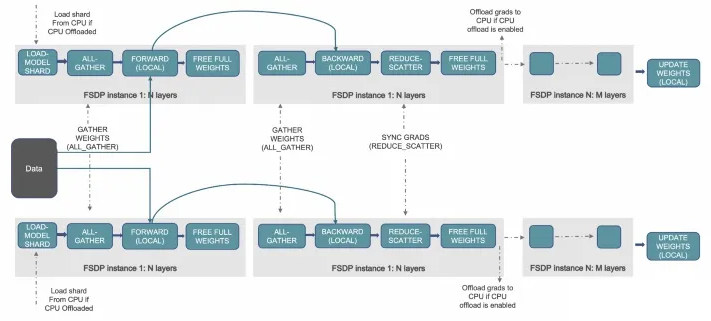 Load shard
From CPU if
CPU Offloaded
Offload grads to
CPU if CPU
offload is enabled
LOAD-
MODEL
SHARD
ALL-
GATHER
FORWARD
(LOCAL)
FREE FULL
WEIGHTS
ALL-
GATHER
BACKWARD
(LOCAL)
REDUCE-
SCATTER
FREE FULL
WEIGHTS
UPDATE
WEIGHTS
(LOCAL)
FSDP instance 1: N layers
FSDP instance 1: N layers
FSDP instance N: M layers
GATHER
WEIGHTS
(ALL_GATHER)
GATHER
WEIGHTS
(ALL_GATHER)
SYNC GRADS
(REDUCE_SCATTER)
Data
LOAD-
MODEL
SHARD
ALL-
GATHER
FORWARD
(LOCAL)
FREE FULL
WEIGHTS
ALL-
GATHER
BACKWARD
(LOCAL)
REDUCE-
SCATTER
FREE FULL
WEIGHTS
UPDATE
WEIGHTS
(LOCAL)
FSDP instance 1: N layers
FSDP instance 1: N layers
FSDP instance N: M layers
Load shard
From CPU if
CPU Offloaded
Offload grads to
CPU if CPU
offload is enabled